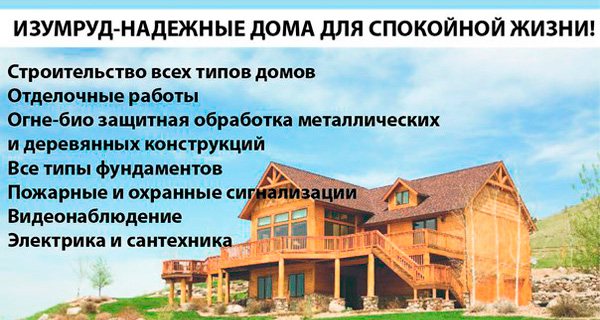 ИЗУМРУД-НАДЕЖНЫЕ ДОМА ДЛЯ СПОКОЙНОЙ ЖИЗНИ!
Строительство всех типов домов
Отделочные работы
Огне-био защитная обработка металлических
и деревянных конструкций
Все типы фундаментов
Пожарные и охранные сигнализации
Видеонаблюдение
Электрика и сантехника